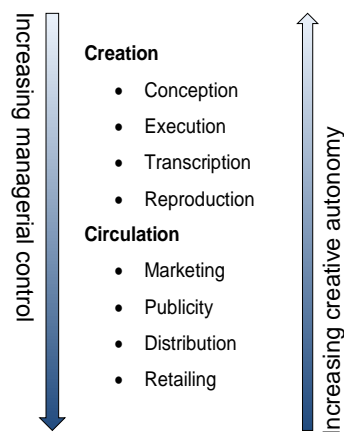 Increasing managerial control
Creation
• Conception
• Execution
• Transcription
• Reproduction
Circulation
• Marketing
• Publicity
• Distribution
• Retailing
Increasing creative autonomy